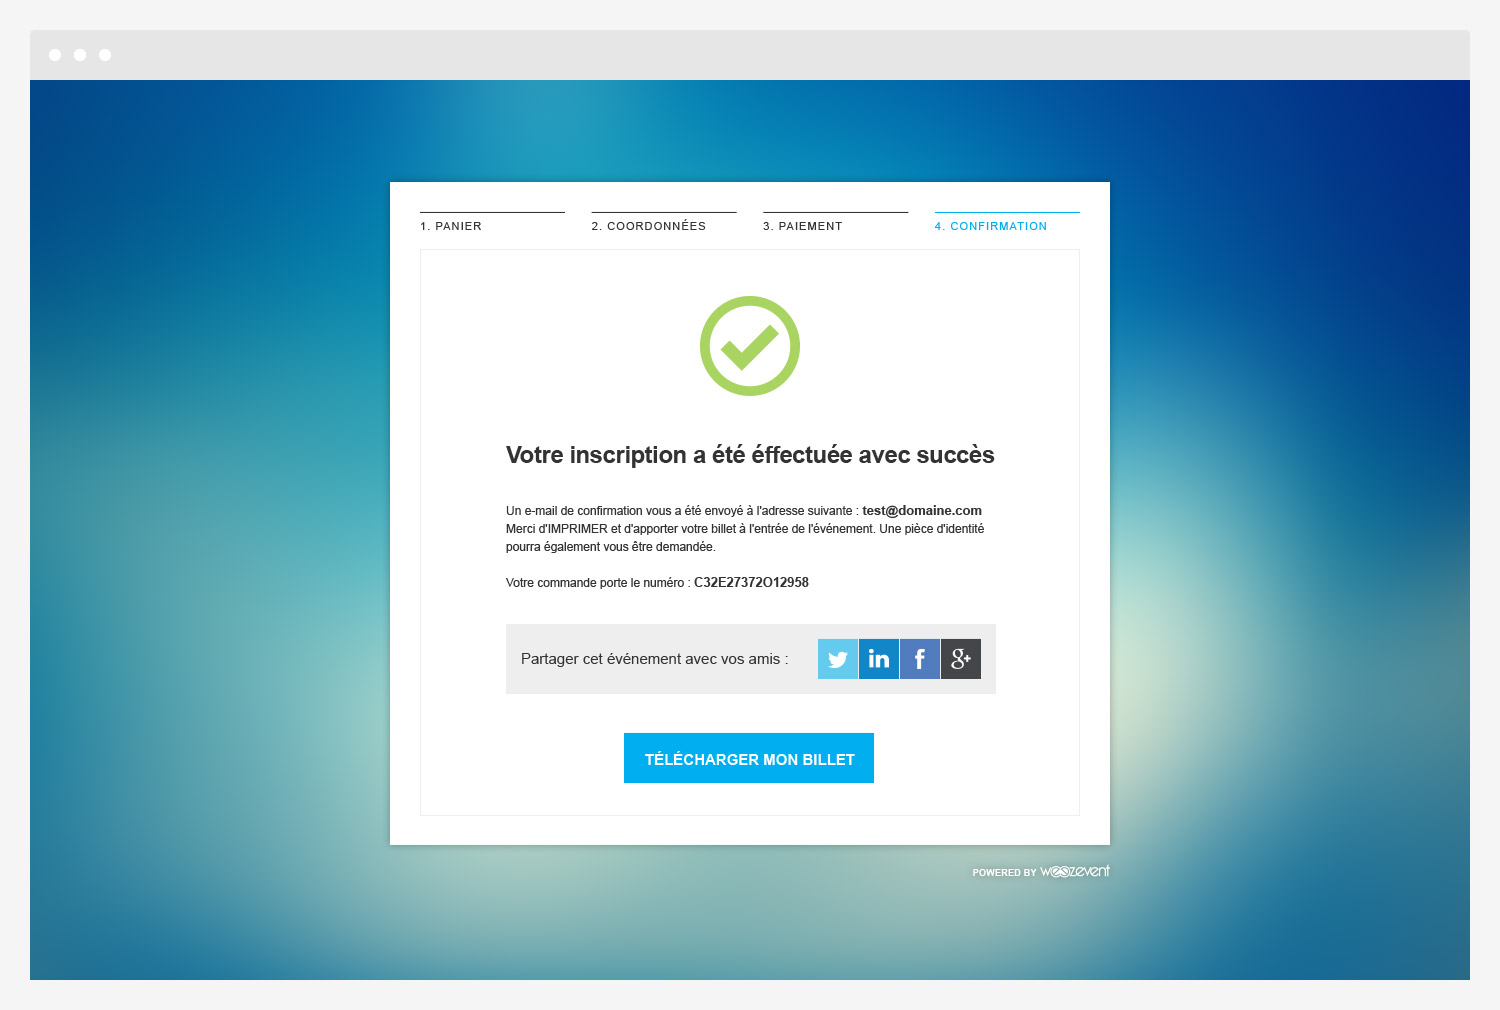 1. PANIER
2. COORDONNÉES
3. PAIEMENT
4. CONFIRMATION
Votre inscription a été éffectuée avec succès
Un e-mail de confirmation vous a été envoyé à l'adresse suivante : test@domaine.com
Merci d'IMPRIMER et d'apporter votre billet à l'entrée de l'événement. Une pièce d'identité
pourra également vous être demandée.
Votre commande porte le numéro : C32E27372O12958
Partager cet événement avec vos amis :
in
f
g+
TÉLÉCHARGER MON BILLET
POWERED BY woozevent